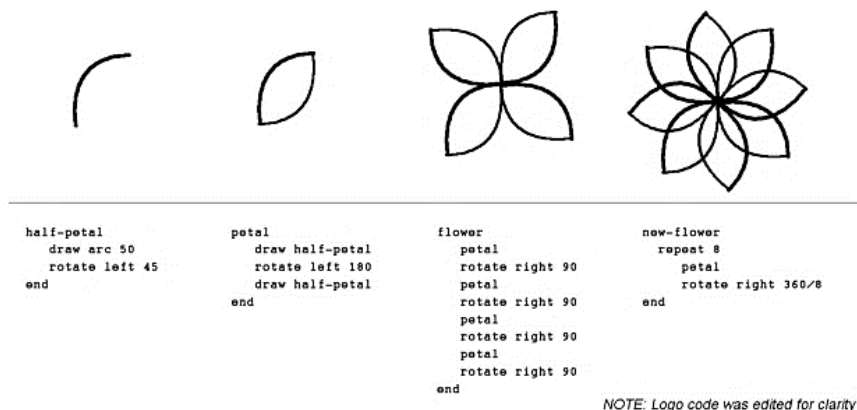 half-petal
draw arc 50
rotate left 45
end
petal
draw half-petal
rotate left 180
draw half-petal
end
flower
petal
rotate right 90
petal
rotate right 90
petal
rotate right 90
petal
rotate right 90
end
new-flower
repeat 8
petal
rotate right 360/8
end
NOTE: Logo code was edited for clarity